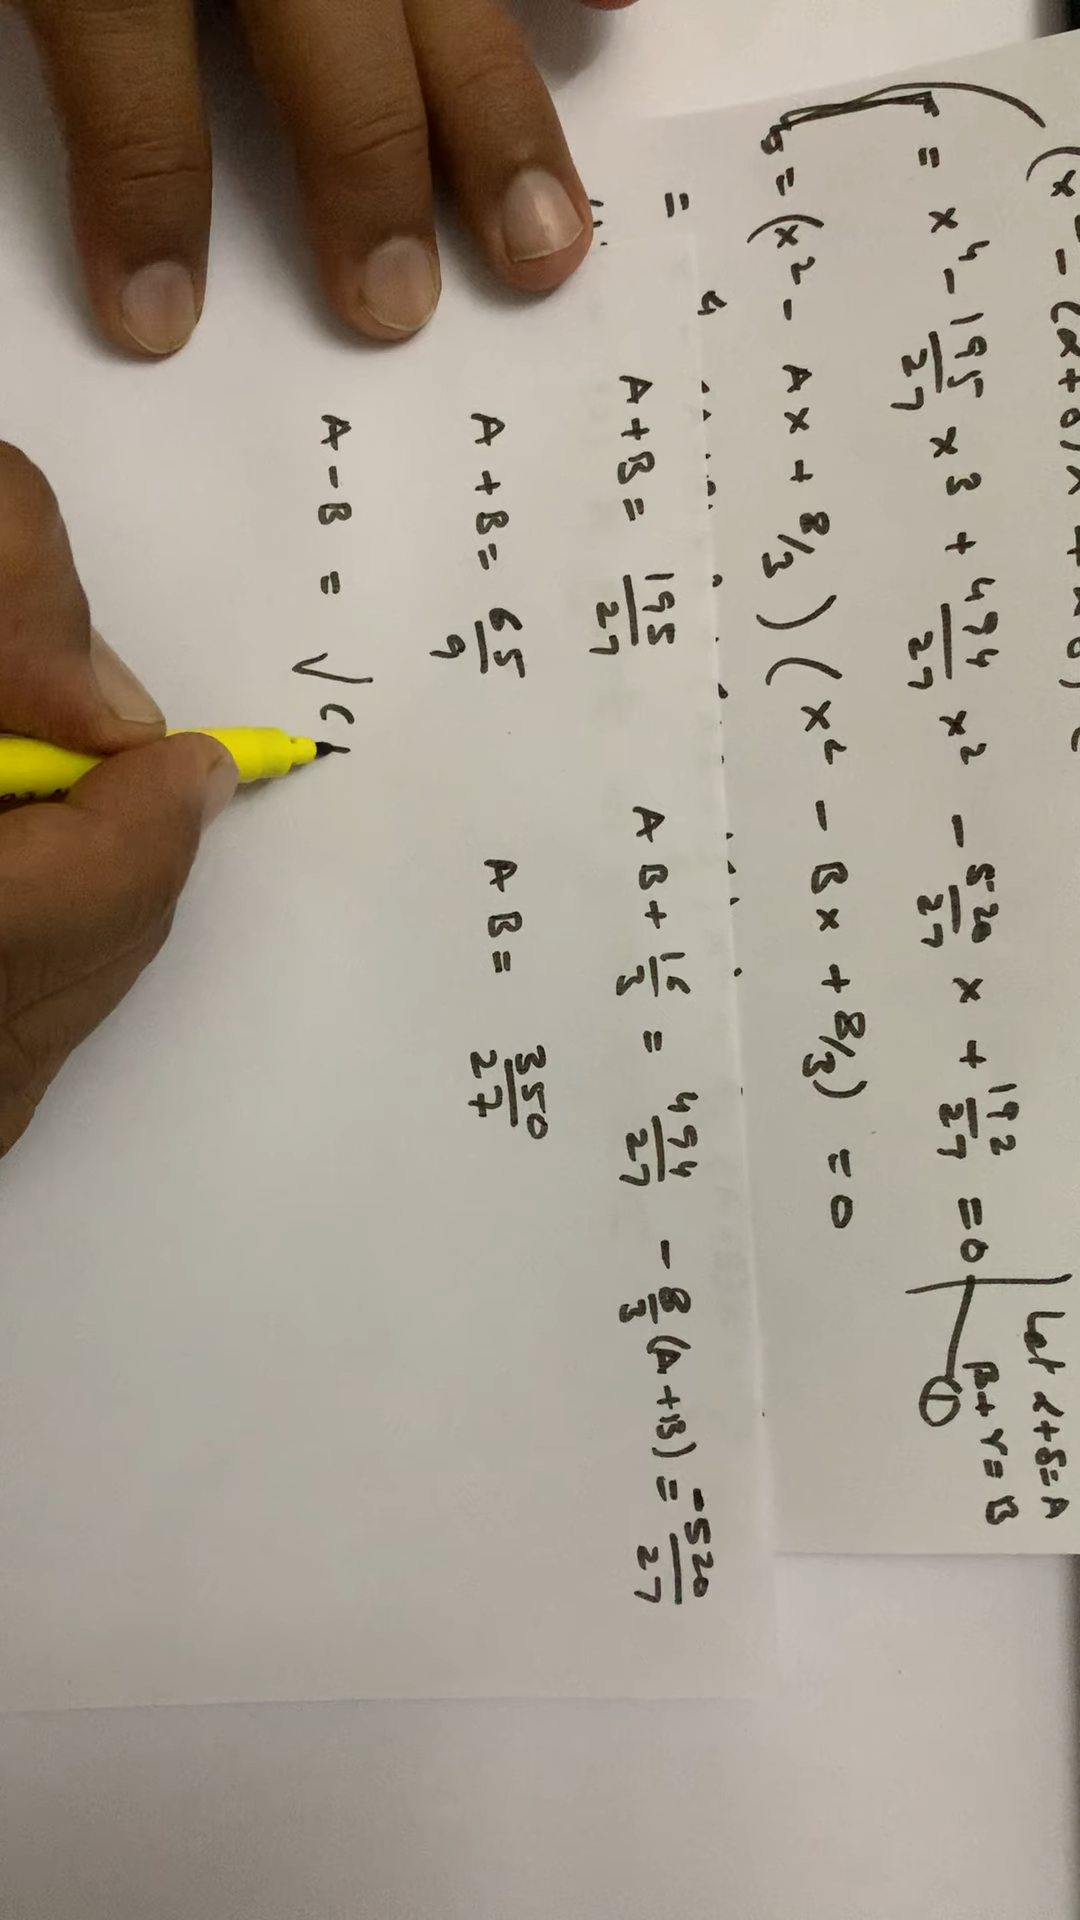 Let α+δ=A
β+γ=B
= x⁴ - 195/27 x³ + 494/27 x² - 520/27 x + 192/27 = 0
①
= (x² - Ax + 8/3) (x² - Bx + 8/3) = 0
A+B = 195/27 AB + 16/3 = 494/27 - 8/3 (A+B) = -520/27
A+B = 65/9 AB = 350/27
A-B = √(